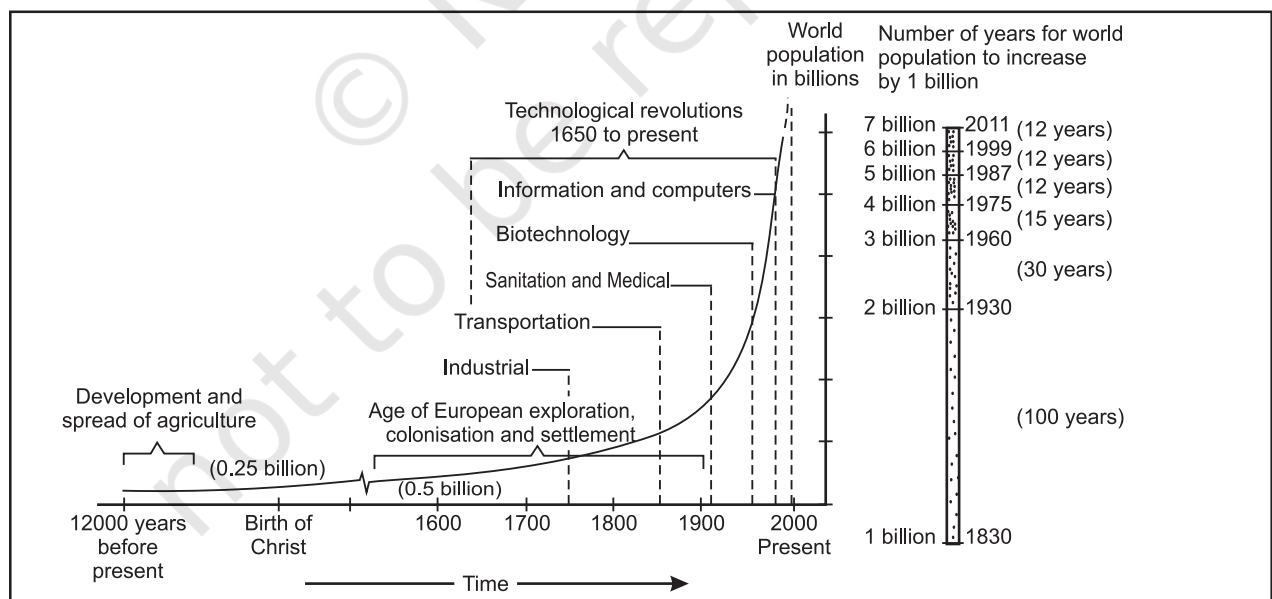 World
population
in billions
Number of years for world
population to increase
by 1 billion
Technological revolutions
1650 to present
Information and computers
Biotechnology
Sanitation and Medical
Transportation
Industrial
Development and
spread of agriculture
Age of European exploration,
colonisation and settlement
(0.25 billion)
(0.5 billion)
12000 years
before
present
Birth of
Christ
1600
1700
1800
1900
2000
Present
Time
7 billion 2011 (12 years)
6 billion 1999 (12 years)
5 billion 1987 (12 years)
4 billion 1975 (15 years)
3 billion 1960 (30 years)
2 billion 1930 (100 years)
1 billion 1830
©
not to be